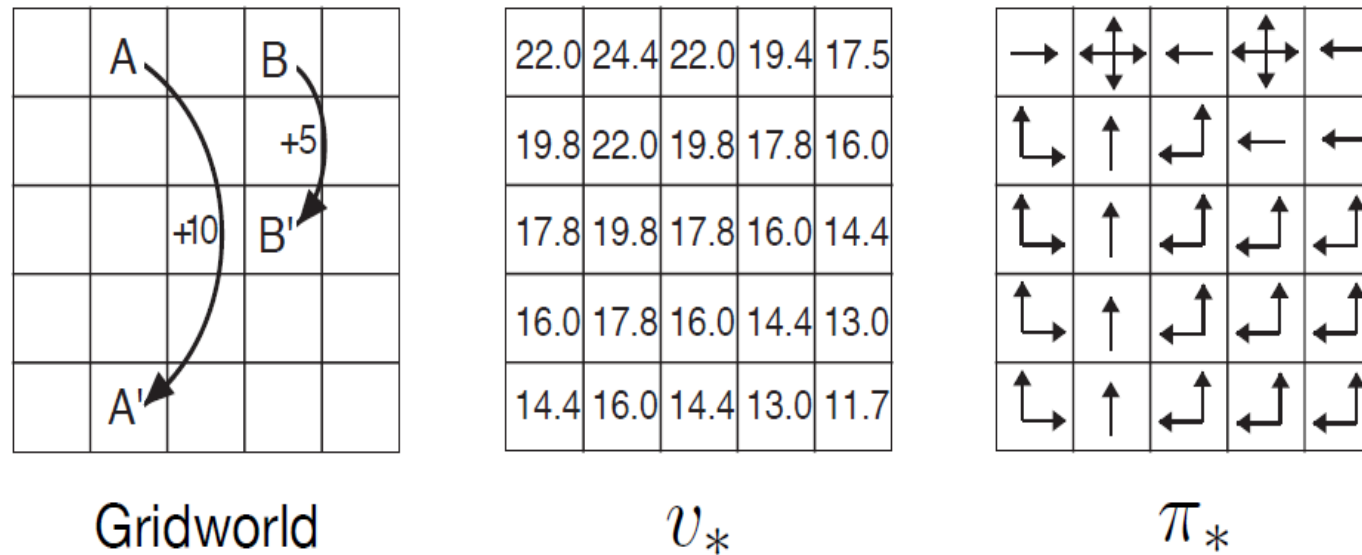 A B
22.0 24.4 22.0 19.4 17.5
+5
19.8 22.0 19.8 17.8 16.0
+10 B'
17.8 19.8 17.8 16.0 14.4
16.0 17.8 16.0 14.4 13.0
A'
14.4 16.0 14.4 13.0 11.7
Gridworld
v*
π*